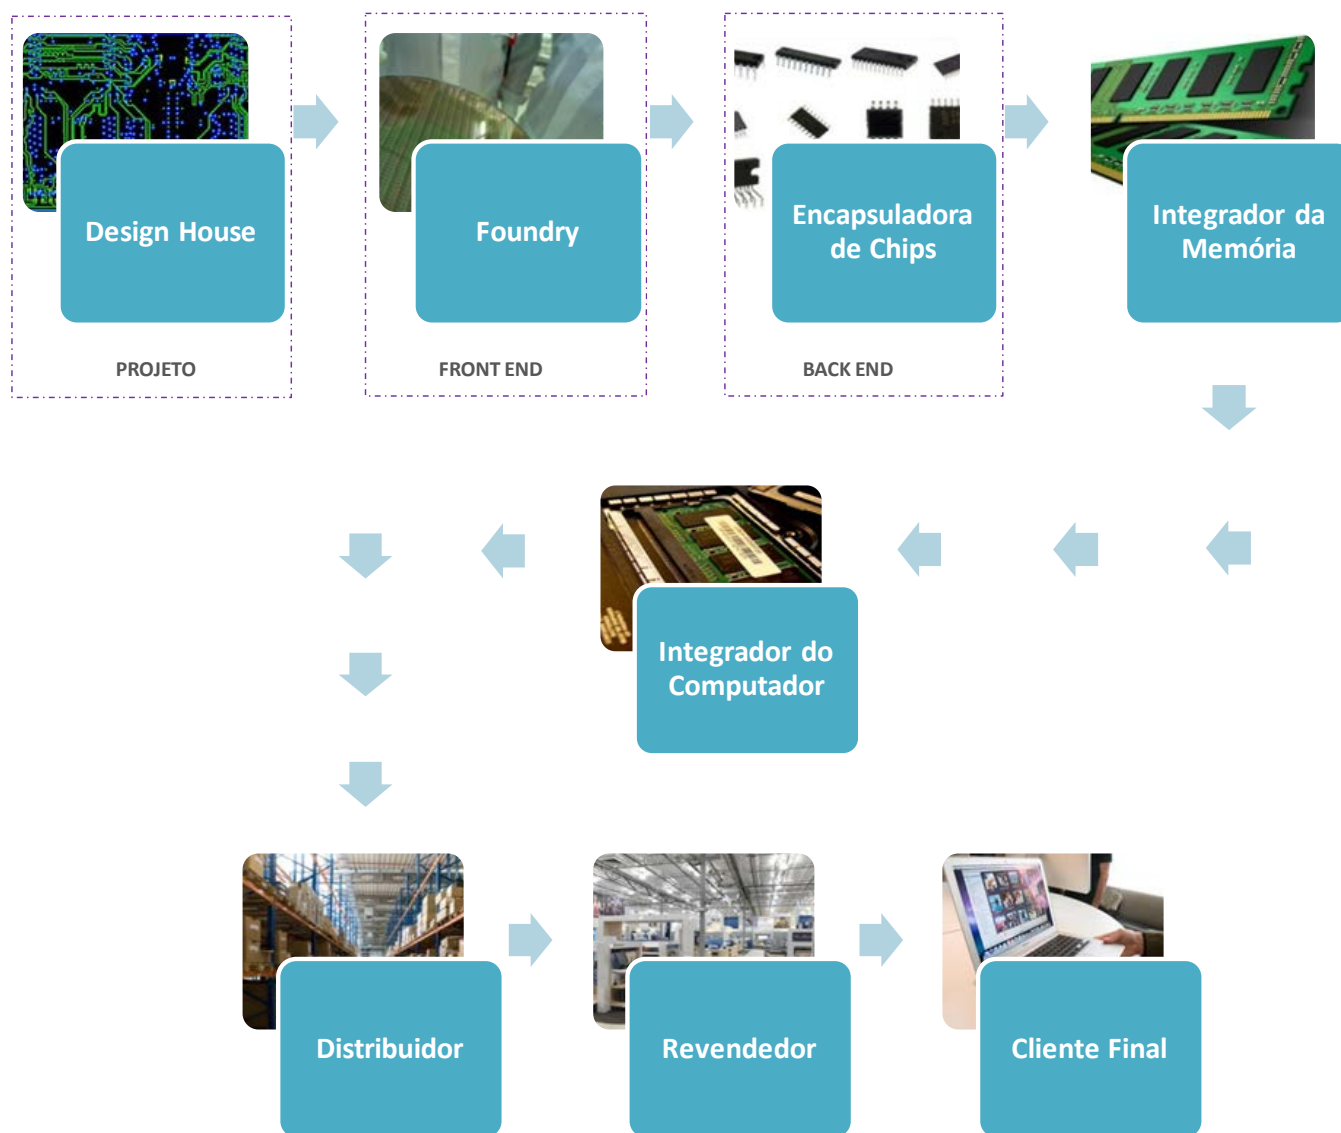 Design House
PROJETO
Foundry
FRONT END
Encapsuladora
de Chips
BACK END
Integrador da
Memória
Integrador do
Computador
Distribuidor
Revendedor
Cliente Final